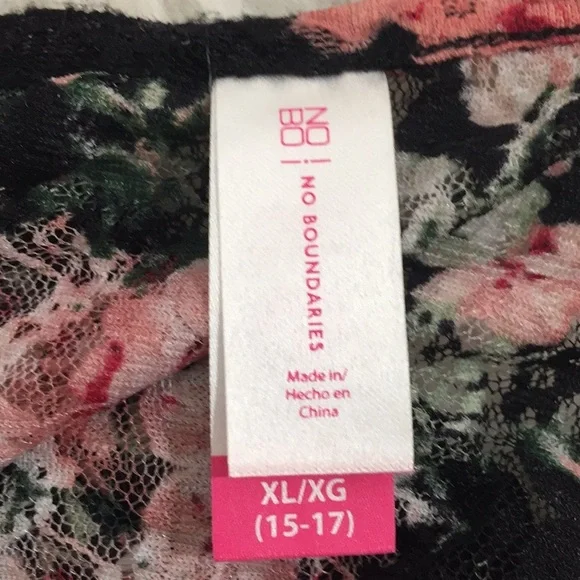 NO
BO
NO BOUNDARIES
Made in/
Hecho en
China
XL/XG
(15-17)